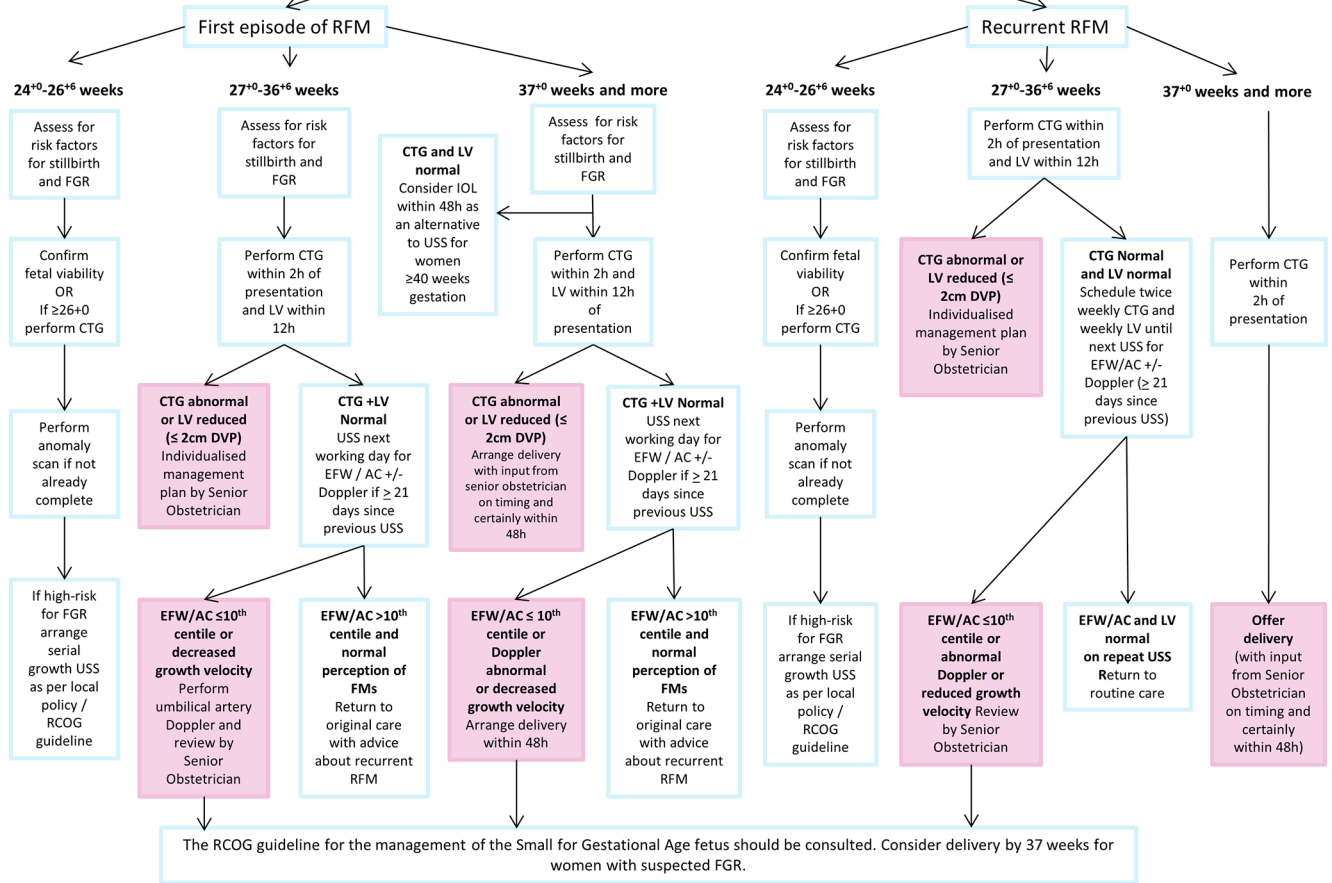 First episode of RFM
24+0-26+6 weeks
Assess for
risk factors
for stillbirth
and FGR
Confirm
fetal viability
OR
If ≥26+0
perform CTG
Perform
anomaly
scan if not
already
complete
If high-risk
for FGR
arrange
serial
growth USS
as per local
policy /
RCOG
guideline
27+0-36+6 weeks
Assess for risk
factors for
stillbirth and
FGR
Perform CTG
within 2h of
presentation
and LV within
12h
CTG abnormal
or LV reduced
(≤ 2cm DVP)
Individualised
management
plan by Senior
Obstetrician
CTG +LV
Normal
USS next
working day for
EFW / AC +/-
Doppler if ≥ 21
days since
previous USS
EFW/AC ≤10th
centile or
decreased
growth velocity
Perform
umbilical artery
Doppler and
review by
Senior
Obstetrician
EFW/AC >10th
centile and
normal
perception of
FMs
Return to
original care
with advice
about recurrent
RFM
37+0 weeks and more
Assess for risk
factors for
stillbirth and
FGR
CTG and LV
normal
Consider IOL
within 48h as
an alternative
to USS for
women
≥40 weeks
gestation
Perform CTG
within 2h and
LV within 12h
of
presentation
CTG abnormal
or LV reduced (≤
2cm DVP)
Arrange delivery
with input from
senior obstetrician
on timing and
certainly within
48h
CTG +LV Normal
USS next
working day for
EFW / AC +/-
Doppler if ≥ 21
days since
previous USS
EFW/AC ≤ 10th
centile or
Doppler
abnormal
or decreased
growth velocity
Arrange delivery
within 48h
EFW/AC >10th
centile and
normal
perception of
FMs
Return to
original care
with advice
about recurrent
RFM
Recurrent RFM
24+0-26+6 weeks
Assess for
risk factors
for stillbirth
and FGR
Confirm fetal
viability
OR
If ≥26+0
perform CTG
Perform
anomaly
scan if not
already
complete
If high-risk
for FGR
arrange serial
growth USS
as per local
policy /
RCOG
guideline
27+0-36+6 weeks
Perform CTG within
2h of presentation
and LV within 12h
CTG abnormal or
LV reduced (≤
2cm DVP)
Individualised
management plan
by Senior
Obstetrician
CTG Normal
and LV normal
Schedule twice
weekly CTG and
weekly LV until
next USS for
EFW/AC +/-
Doppler (≥ 21
days since
previous USS)
EFW/AC ≤10th
centile or
abnormal
Doppler or
reduced growth
velocity Review
by Senior
Obstetrician
EFW/AC and LV
normal
on repeat USS
Return to
routine care
37+0 weeks and more
Perform CTG
within
2h of
presentation
Offer
delivery
(with input
from Senior
Obstetrician
on timing and
certainly
within 48h)
The RCOG guideline for the management of the Small for Gestational Age fetus should be consulted. Consider delivery by 37 weeks for
women with suspected FGR.